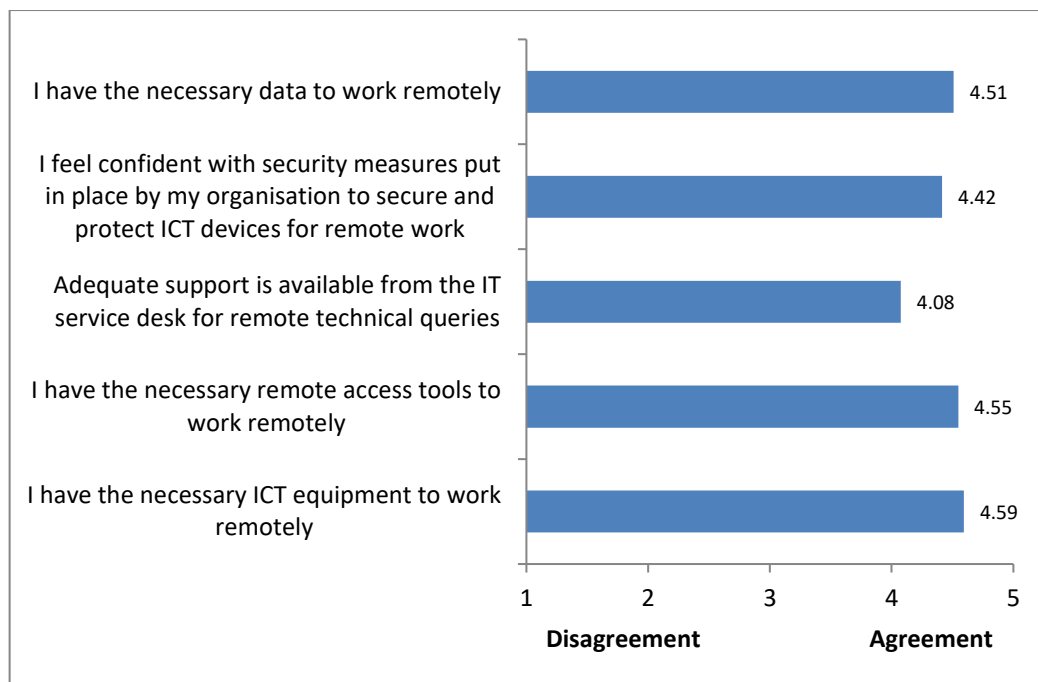 I have the necessary data to work remotely
4.51
I feel confident with security measures put
in place by my organisation to secure and
protect ICT devices for remote work
4.42
Adequate support is available from the IT
service desk for remote technical queries
4.08
I have the necessary remote access tools to
work remotely
4.55
I have the necessary ICT equipment to work
remotely
4.59
1 2 3 4 5
Disagreement Agreement